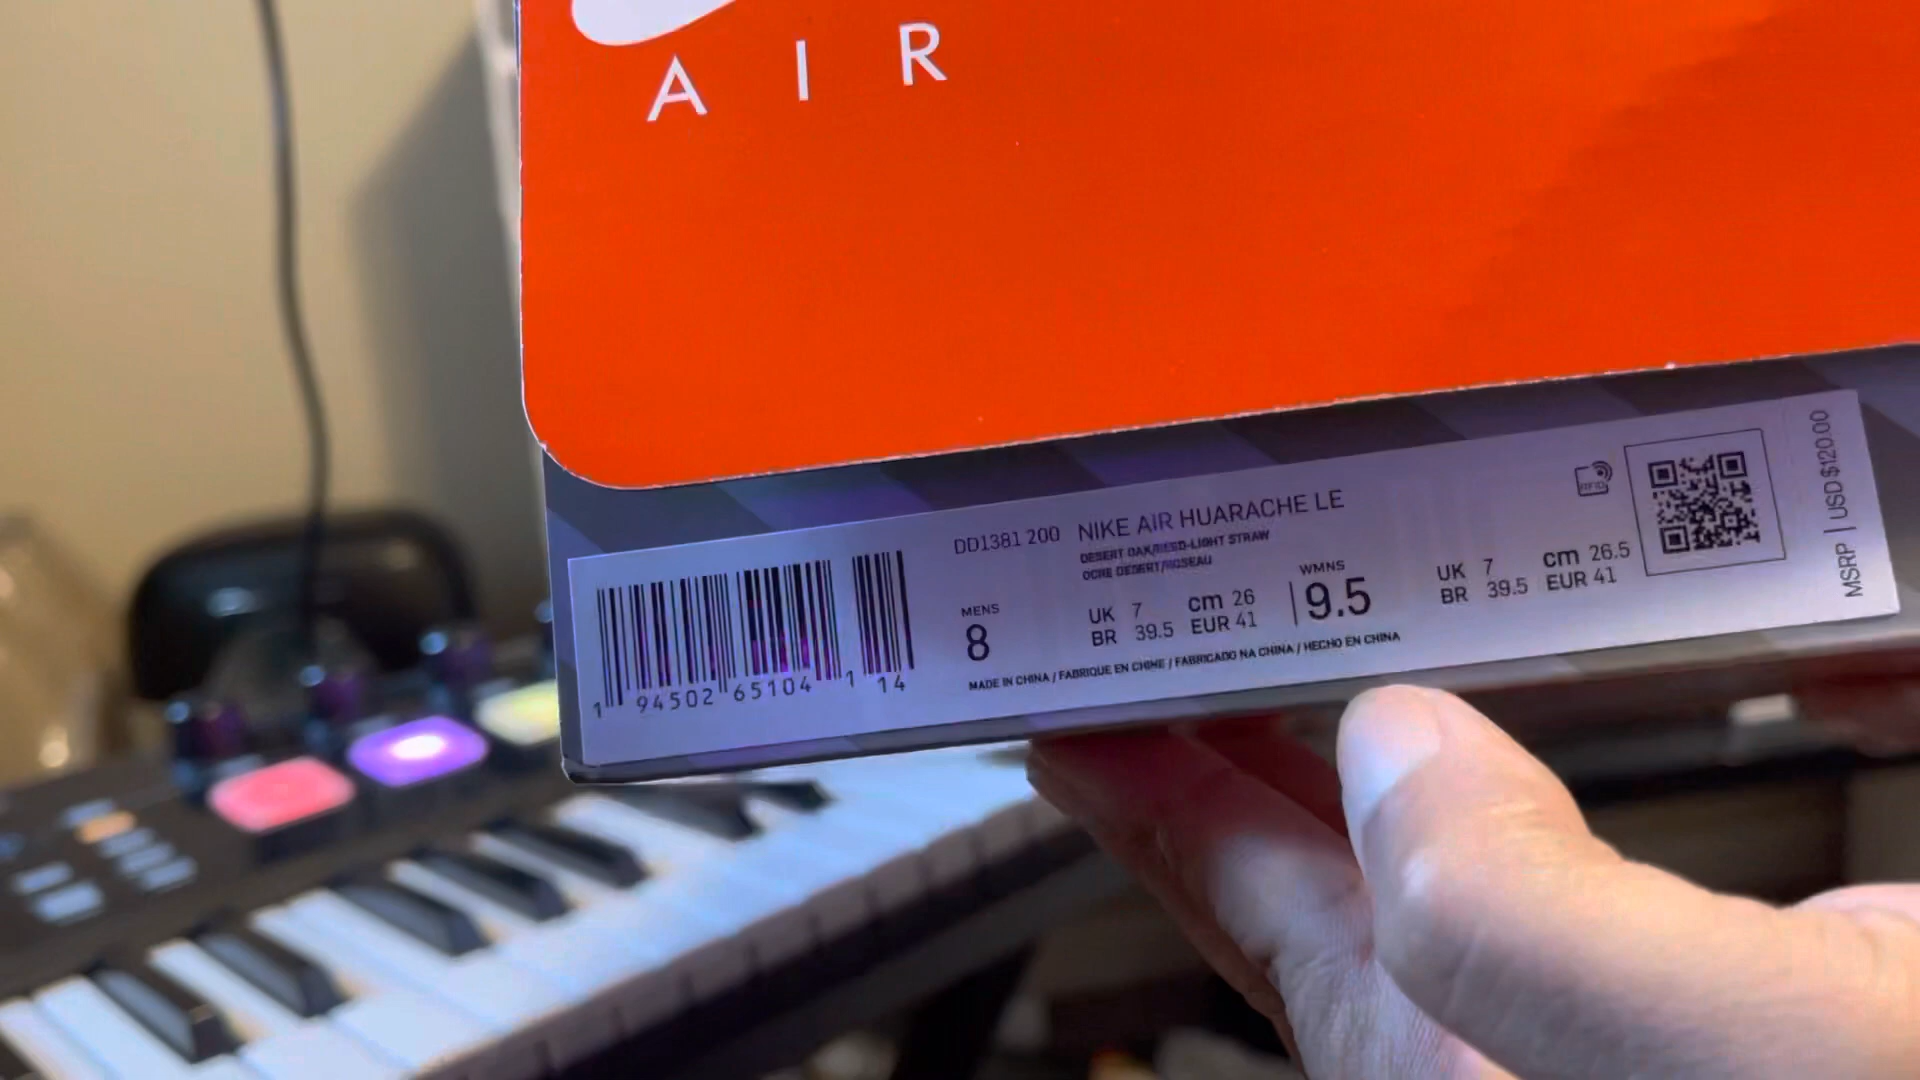 AIR
DD1381 200 NIKE AIR HUARACHE LE
DESERT OAK/REED-LIGHT STRAW
OCRE DESERT/ROSEAU
MENS
8
UK 7 cm 26
BR 39.5 EUR 41
WMNS
9.5
UK 7 cm 26.5
BR 39.5 EUR 41
RFID
MADE IN CHINA / FABRIQUE EN CHINE / FABRICADO NA CHINA / HECHO EN CHINA
1 94502 65104 1 14
MSRP | USD $120.00